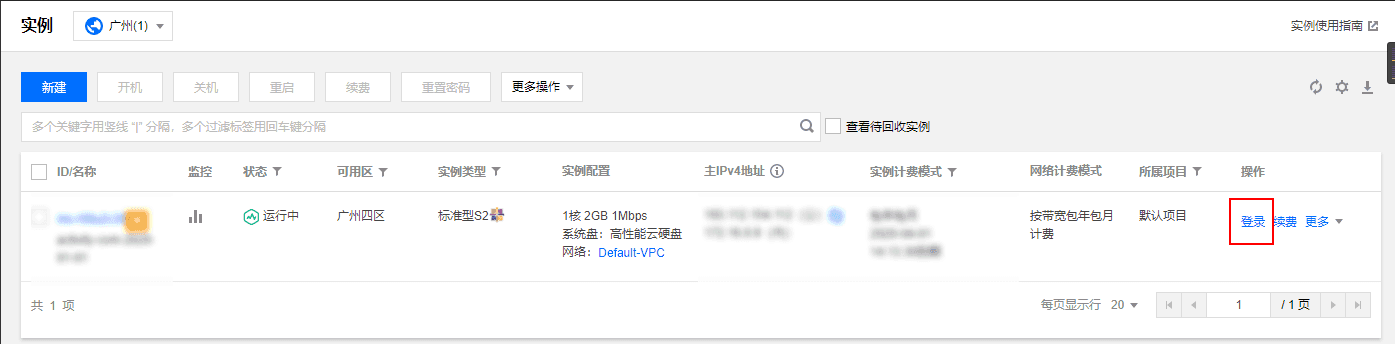 实例 广州(1) 实例使用指南
新建 开机 关机 重启 续费 重置密码 更多操作
多个关键字用竖线 “|” 分隔，多个过滤标签用回车键分隔 查看待回收实例
ID/名称 监控 状态 可用区 实例类型 实例配置 主IPv4地址 实例计费模式 网络计费模式 所属项目 操作
运行中 广州四区 标准型S2 1核 2GB 1Mbps 按带宽包年包月 默认项目
系统盘：高性能云硬盘 计费 登录 续费 更多
网络：Default-VPC
共 1 项 每页显示行 20 1 / 1 页